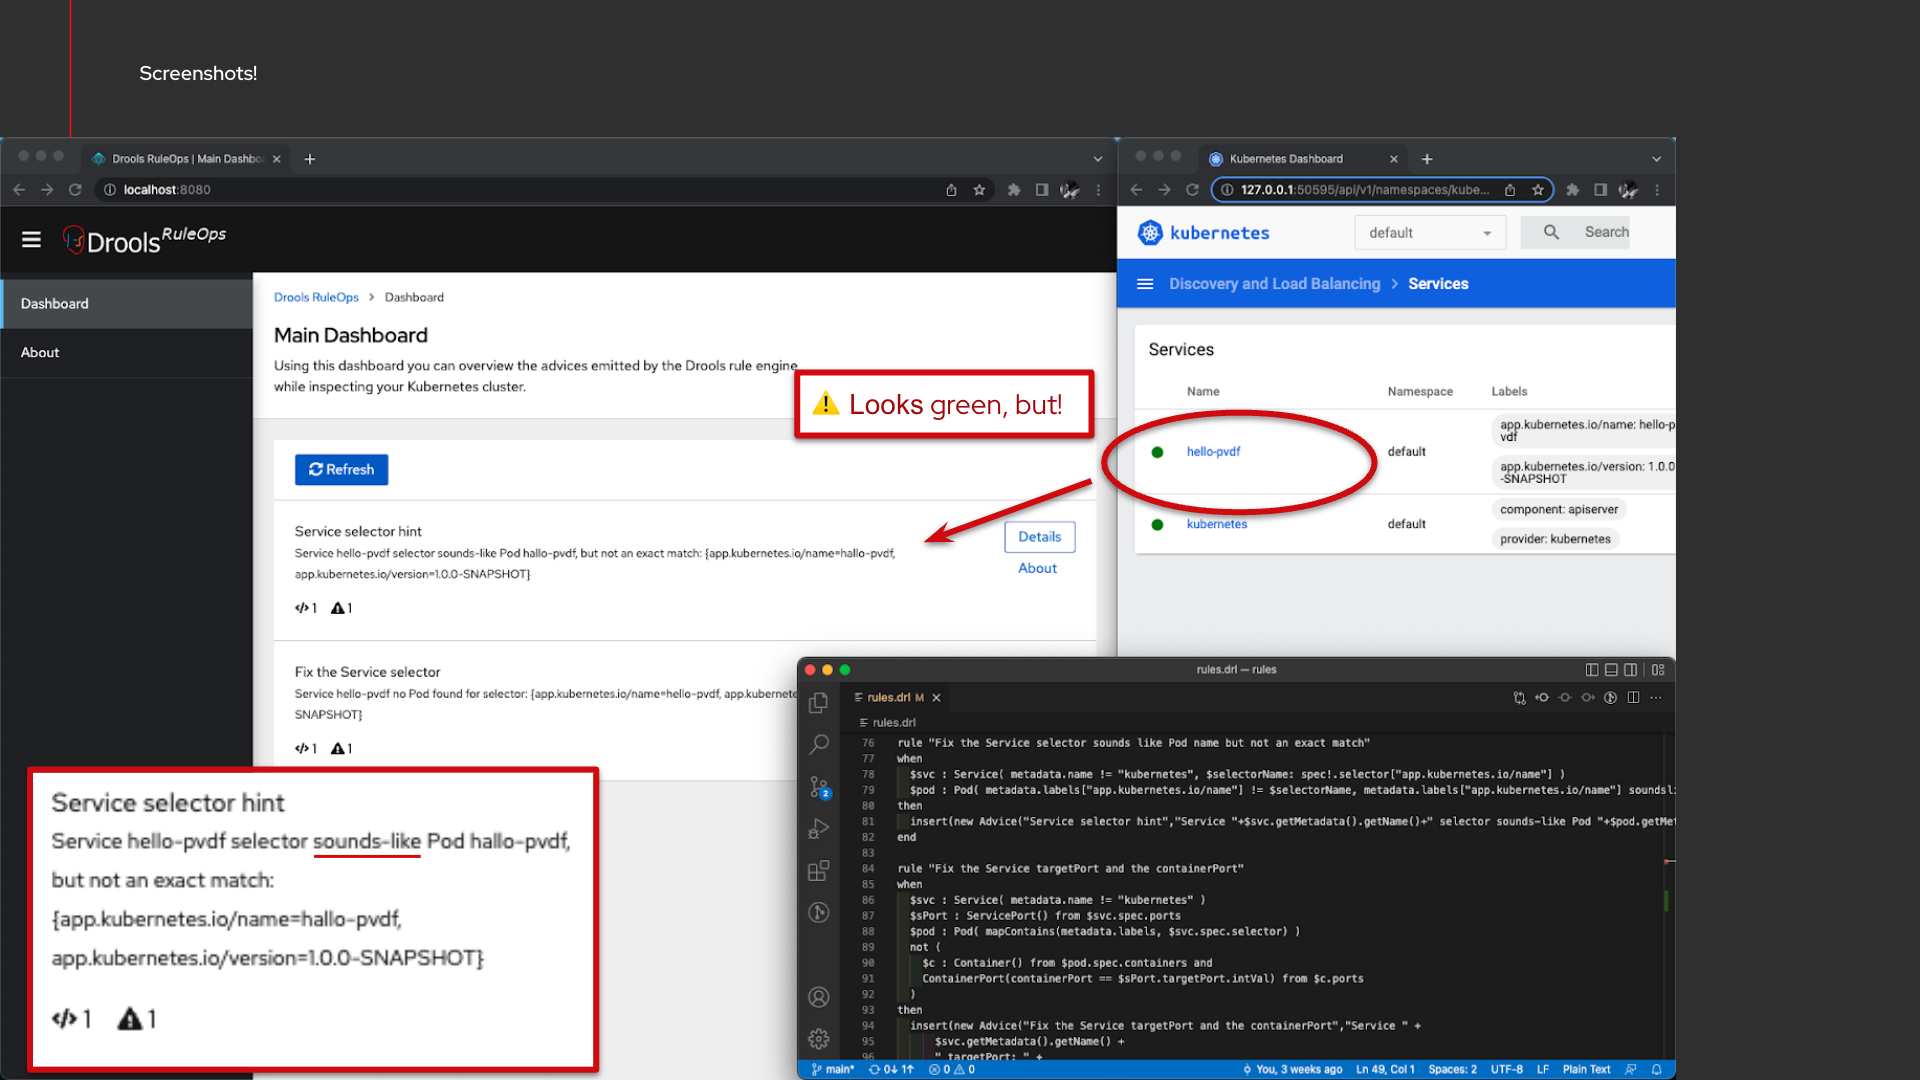 Screenshots!
Drools RuleOps | Main Dashbo
localhost:8080
Drools RuleOps
Dashboard
About
Drools RuleOps > Dashboard
Main Dashboard
Using this dashboard you can overview the advices emitted by the Drools rule engine
while inspecting your Kubernetes cluster.
Refresh
Service selector hint
Service hello-pvdf selector sounds-like Pod hallo-pvdf, but not an exact match: {app.kubernetes.io/name=hallo-pvdf,
app.kubernetes.io/version=1.0.0-SNAPSHOT}
1 1
Details
About
Fix the Service selector
Service hello-pvdf no Pod found for selector: {app.kubernetes.io/name=hello-pvdf, app.kubernete
SNAPSHOT}
1 1
⚠ Looks green, but!
Kubernetes Dashboard
127.0.0.1:50595/api/v1/namespaces/kube...
kubernetes
default
Search
Discovery and Load Balancing > Services
Services
Name Namespace Labels
hello-pvdf default app.kubernetes.io/name: hello-p
vdf
app.kubernetes.io/version: 1.0.0
-SNAPSHOT
kubernetes default component: apiserver
provider: kubernetes
Service selector hint
Service hello-pvdf selector sounds-like Pod hallo-pvdf,
but not an exact match:
{app.kubernetes.io/name=hallo-pvdf,
app.kubernetes.io/version=1.0.0-SNAPSHOT}
</> 1 1
rules.drl — rules
rules.drl M
rules.drl
76 rule "Fix the Service selector sounds like Pod name but not an exact match"
77 when
78 $svc : Service( metadata.name != "kubernetes", $selectorName: spec!.selector["app.kubernetes.io/name"] )
79 $pod : Pod( metadata.labels["app.kubernetes.io/name"] != $selectorName, metadata.labels["app.kubernetes.io/name"] soundsl
80 then
81 insert(new Advice("Service selector hint","Service "+$svc.getMetadata().getName()+" selector sounds-like Pod "+$pod.getMet
82 end
83
84 rule "Fix the Service targetPort and the containerPort"
85 when
86 $svc : Service( metadata.name != "kubernetes" )
87 $sPort : ServicePort() from $svc.spec.ports
88 $pod : Pod( mapContains(metadata.labels, $svc.spec.selector) )
89 not (
90 $c : Container() from $pod.spec.containers and
91 ContainerPort(containerPort == $sPort.targetPort.intVal) from $c.ports
92 )
93 then
94 insert(new Advice("Fix the Service targetPort and the containerPort","Service " +
95 $svc.getMetadata().getName() +
96 " targetPort: " +
2
main* 0↓ 1↑ 0 0 You, 3 weeks ago Ln 49, Col 1 Spaces: 2 UTF-8 LF Plain Text